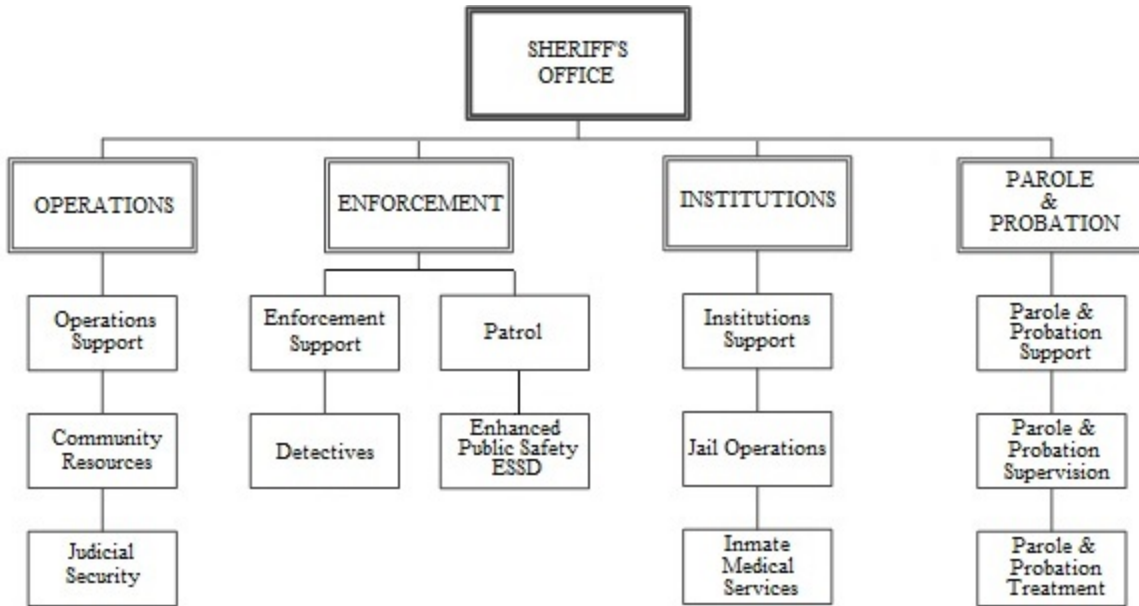 SHERIFF'S
OFFICE
OPERATIONS
ENFORCEMENT
INSTITUTIONS
PAROLE
&
PROBATION
Operations
Support
Enforcement
Support
Patrol
Institutions
Support
Parole &
Probation
Support
Community
Resources
Detectives
Enhanced
Public Safety
ESSD
Jail Operations
Parole &
Probation
Supervision
Judicial
Security
Inmate
Medical
Services
Parole &
Probation
Treatment